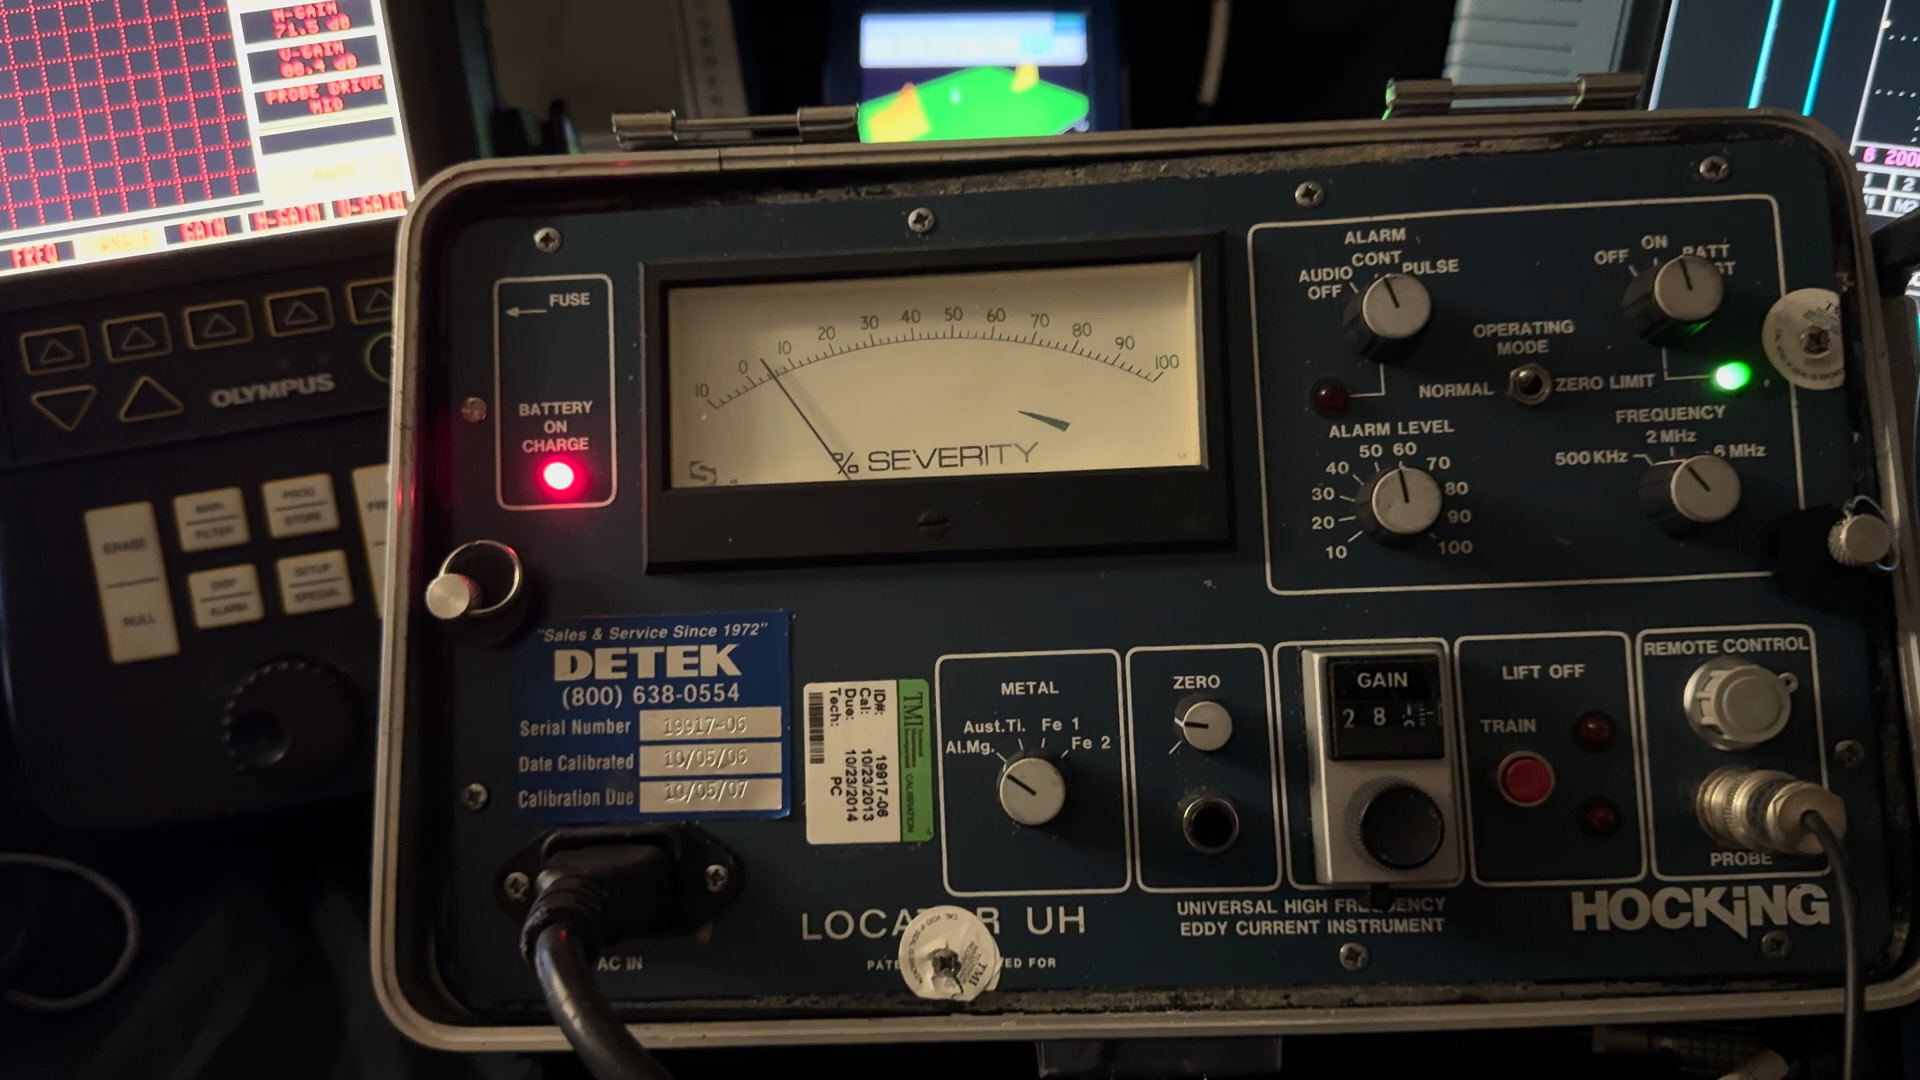 H-GAIN
71.5 dB
V-GAIN
PROBE DRIVE
MID
FREQ
ANGLE
GAIN
H-GAIN
V-GAIN
OLYMPUS
ERASE
NULL
MAIN
FILTER
PROG
STORE
DISP
ALARM
SETUP
SPECIAL
FUSE
BATTERY
ON
CHARGE
10 0 10 20 30 40 50 60 70 80 90 100
% SEVERITY
ALARM
AUDIO OFF
CONT
PULSE
OFF
ON
BATT
OPERATING
MODE
NORMAL
ZERO LIMIT
ALARM LEVEL
10 20 30 40 50 60 70 80 90 100
FREQUENCY
500 KHz
2 MHz
6 MHz
"Sales & Service Since 1972"
DETEK
(800) 638-0554
Serial Number 19917-06
Date Calibrated 10/05/06
Calibration Due 10/05/07
TMI
CALIBRATION
ID#: 19917-06
Cal: 10/23/2013
Due: 10/23/2014
Tech: PC
METAL
Al.Mg.
Aust.Ti.
Fe 1
Fe 2
ZERO
GAIN
2 8
LIFT OFF
TRAIN
REMOTE CONTROL
PROBE
AC IN
UH
UNIVERSAL HIGH
EDDY CURRENT INSTRUMENT
HOCKING
FOR
TMI